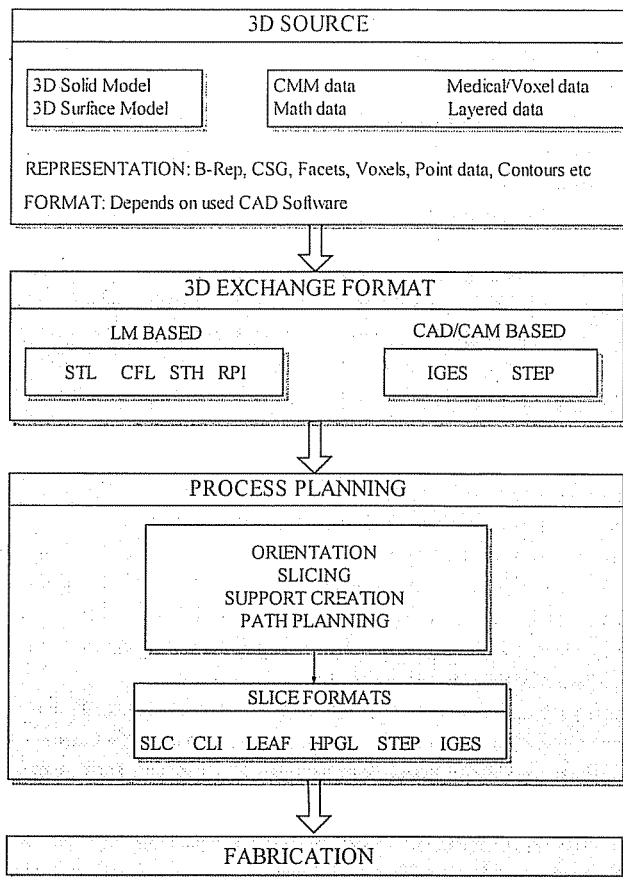 3D SOURCE
3D Solid Model
3D Surface Model
CMM data Medical/Voxel data
Math data Layered data
REPRESENTATION: B-Rep, CSG, Facets, Voxels, Point data, Contours etc
FORMAT: Depends on used CAD Software
3D EXCHANGE FORMAT
LM BASED
STL CFL STH RPI
CAD/CAM BASED
IGES STEP
PROCESS PLANNING
ORIENTATION
SLICING
SUPPORT CREATION
PATH PLANNING
SLICE FORMATS
SLC CLI LEAF HPGL STEP IGES
FABRICATION